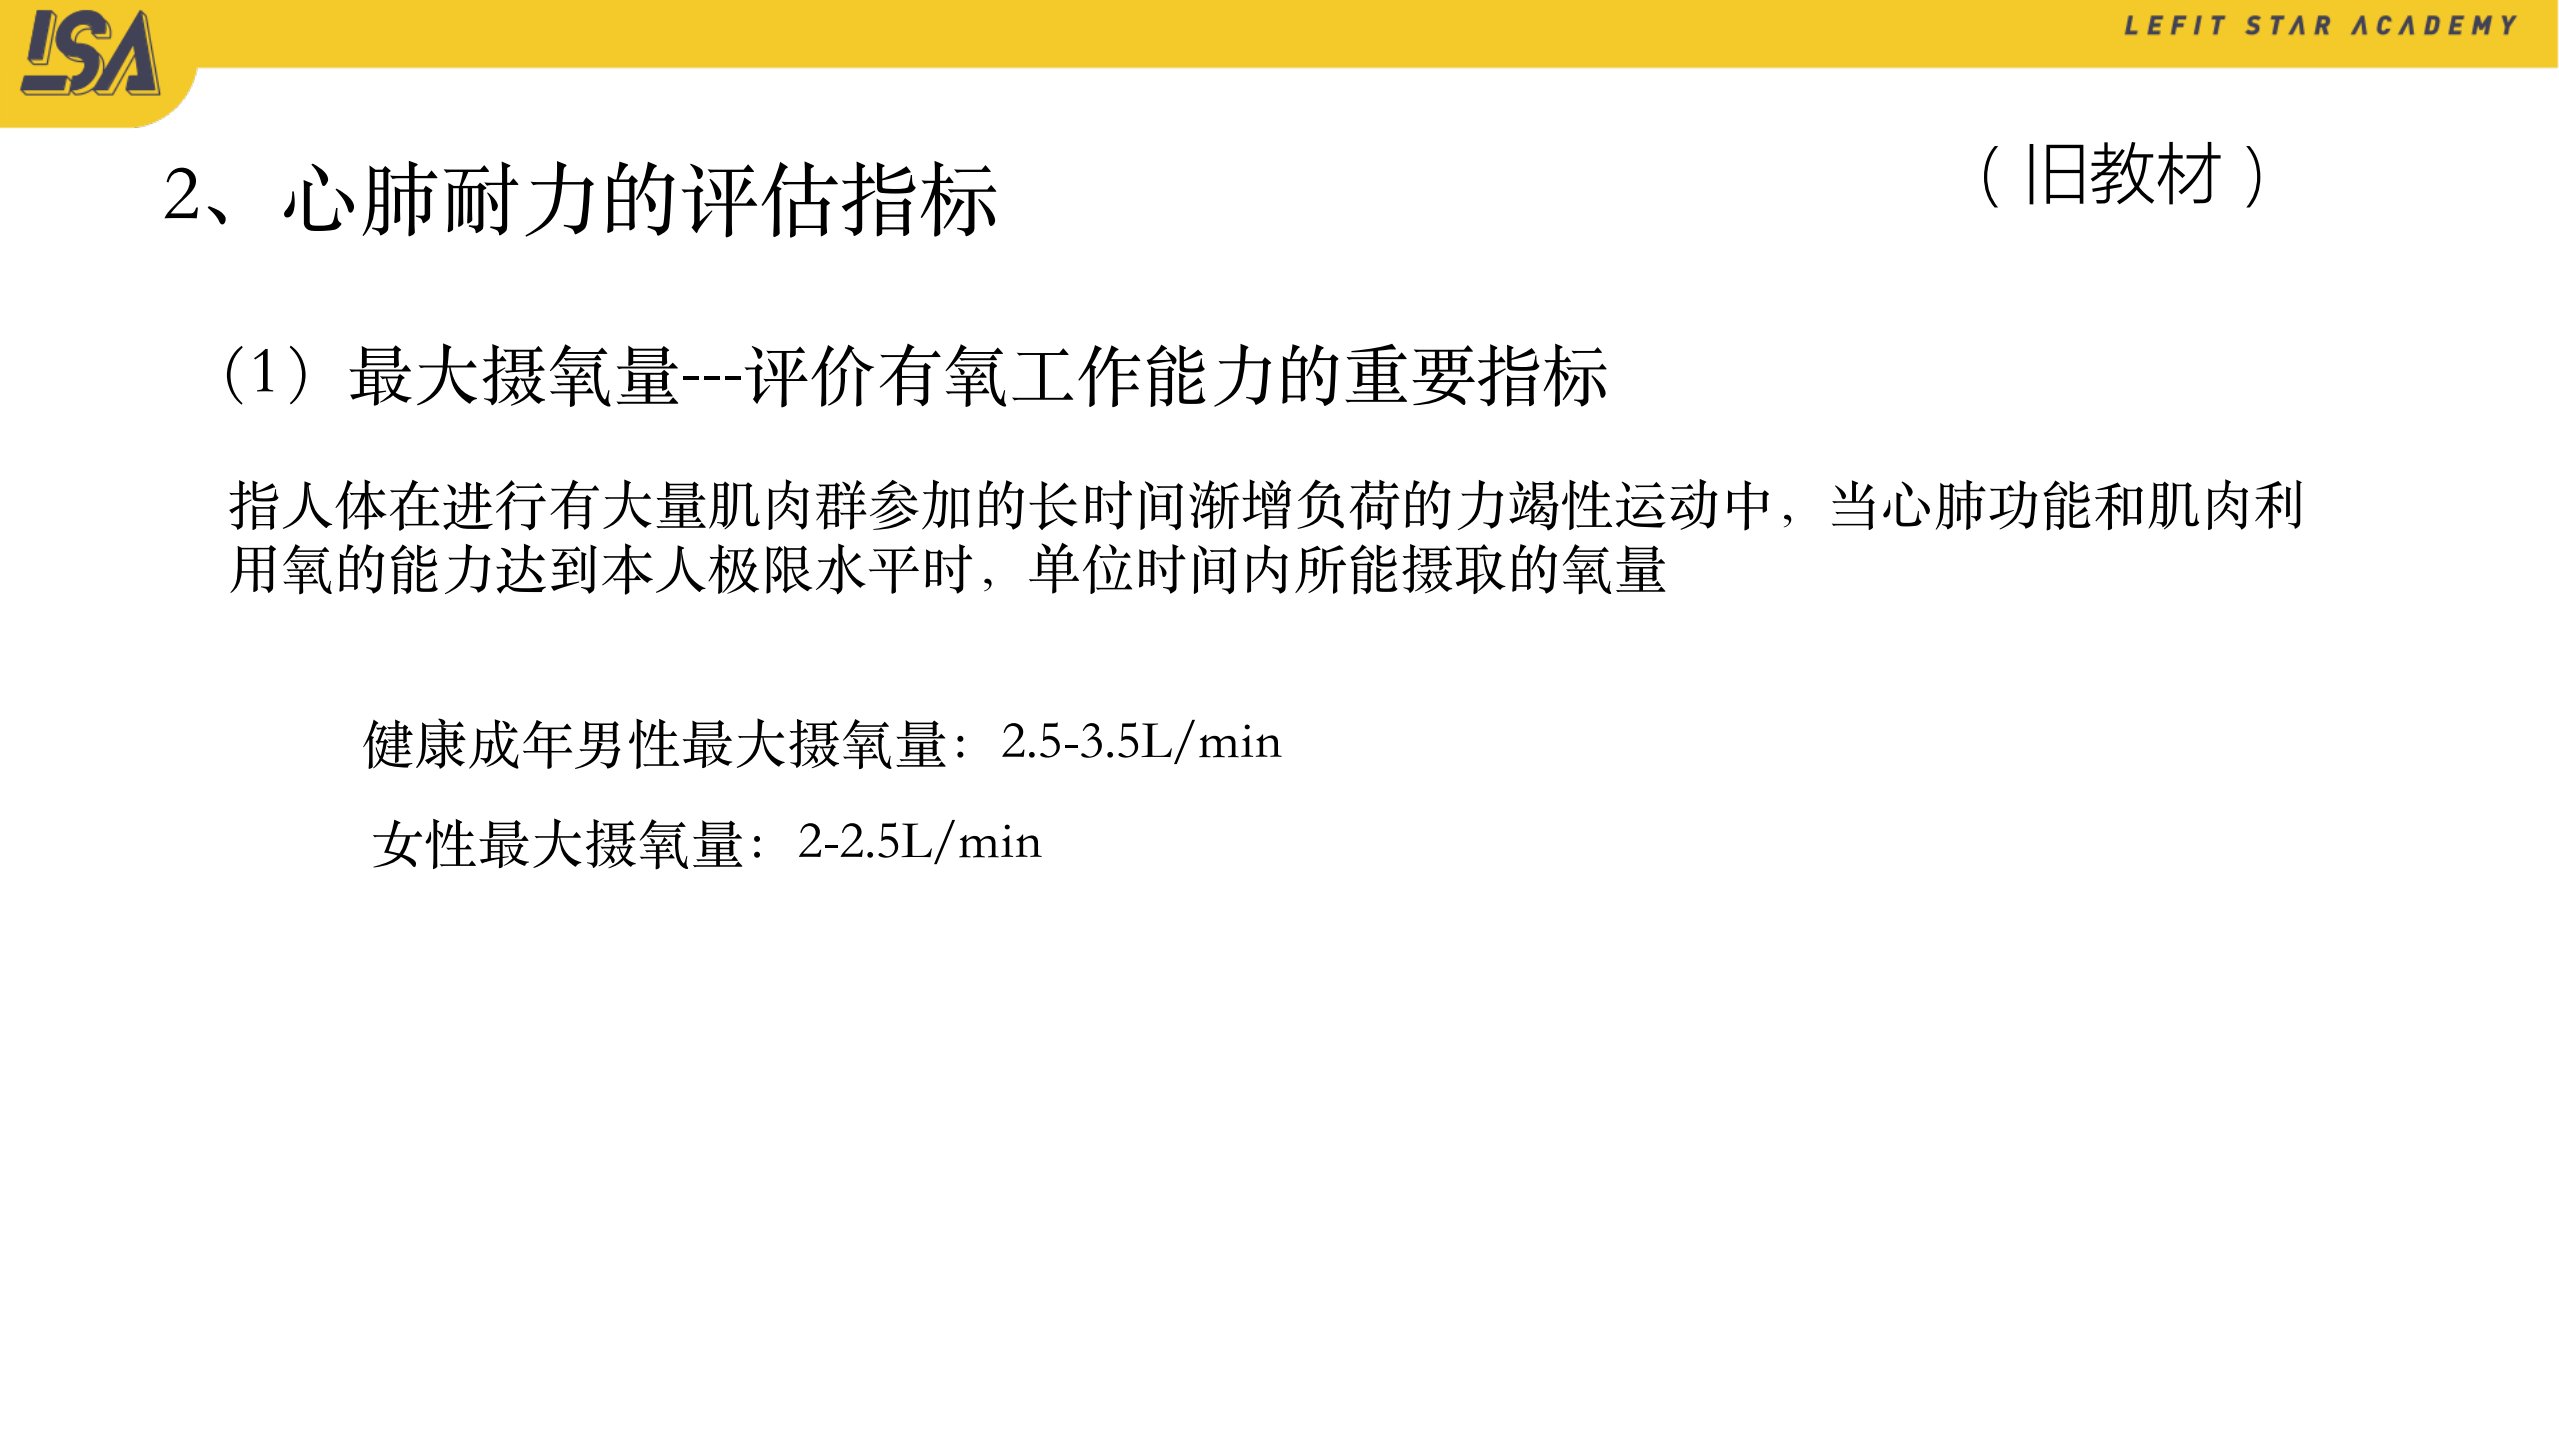 LSA
LEFIT STAR ACADEMY
（旧教材）
2、心肺耐力的评估指标
（1）最大摄氧量---评价有氧工作能力的重要指标
指人体在进行有大量肌肉群参加的长时间渐增负荷的力竭性运动中，当心肺功能和肌肉利
用氧的能力达到本人极限水平时，单位时间内所能摄取的氧量
健康成年男性最大摄氧量：2.5-3.5L/min
女性最大摄氧量：2-2.5L/min